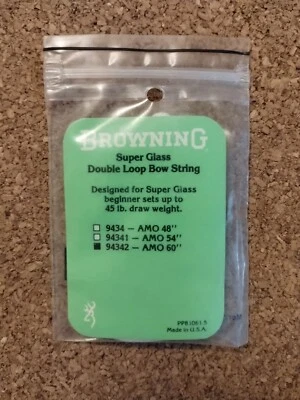 BROWNING
Super Glass
Double Loop Bow String
Designed for Super Glass
beginner sets up to
45 lb. draw weight.
9434 — AMO 48''
94341 — AMO 54''
94342 — AMO 60''
Made in U.S.A.